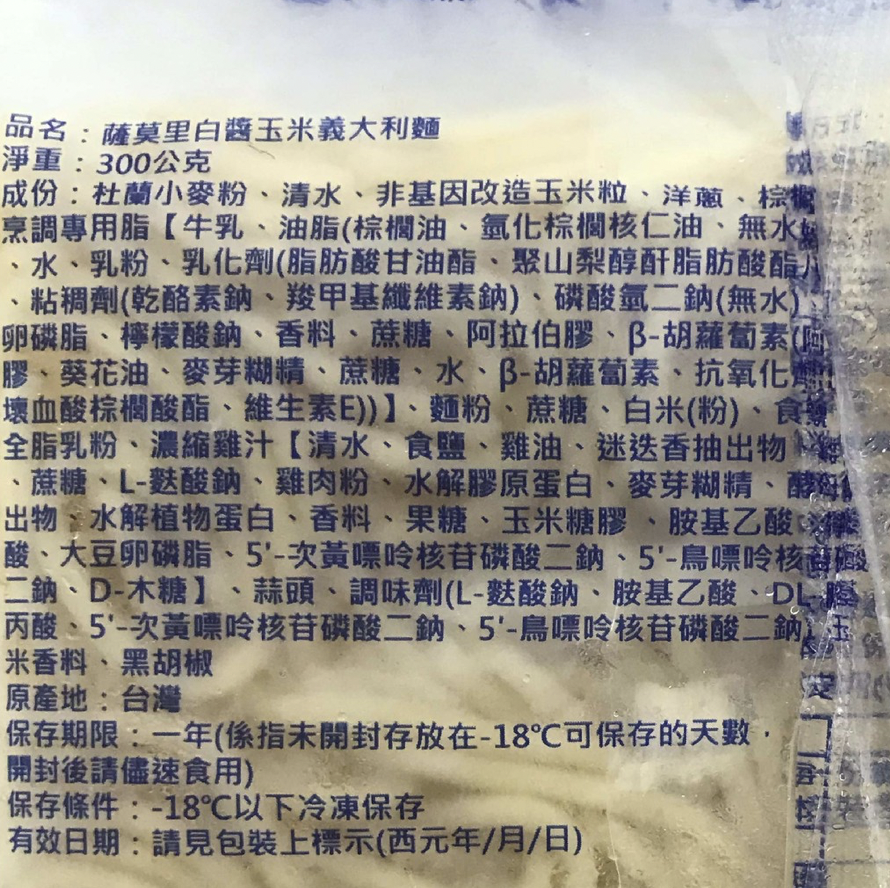 品名：薩莫里白醬玉米義大利麵
淨重：300公克
成份：杜蘭小麥粉、清水、非基因改造玉米粒、洋蔥、棕櫚
烹調專用脂【牛乳、油脂(棕櫚油、氫化棕櫚核仁油、無水
、水、乳粉、乳化劑(脂肪酸甘油酯、聚山梨醇酐脂肪酸酯
、粘稠劑(乾酪素鈉、羧甲基纖維素鈉)、磷酸氫二鈉(無水)
卵磷脂、檸檬酸鈉、香料、蔗糖、阿拉伯膠、β-胡蘿蔔素(阿
膠、葵花油、麥芽糊精、蔗糖、水、β-胡蘿蔔素、抗氧化
壞血酸棕櫚酸酯、維生素E))】、麵粉、蔗糖、白米(粉)、食
全脂乳粉、濃縮雞汁【清水、食鹽、雞油、迷迭香抽出物
、蔗糖、L-麩酸鈉、雞肉粉、水解膠原蛋白、麥芽糊精、酵
出物、水解植物蛋白、香料、果糖、玉米糖膠、胺基乙酸
酸、大豆卵磷脂、5'-次黃嘌呤核苷磷酸二鈉、5'-鳥嘌呤核苷磷酸
二鈉、D-木糖】、蒜頭、調味劑(L-麩酸鈉、胺基乙酸、DL-胺
丙酸、5'-次黃嘌呤核苷磷酸二鈉、5'-鳥嘌呤核苷磷酸二鈉)、玉
米香料、黑胡椒
原產地：台灣
保存期限：一年(係指未開封存放在-18℃可保存的天數，
開封後請儘速食用)
保存條件：-18℃以下冷凍保存
有效日期：請見包裝上標示(西元年/月/日)